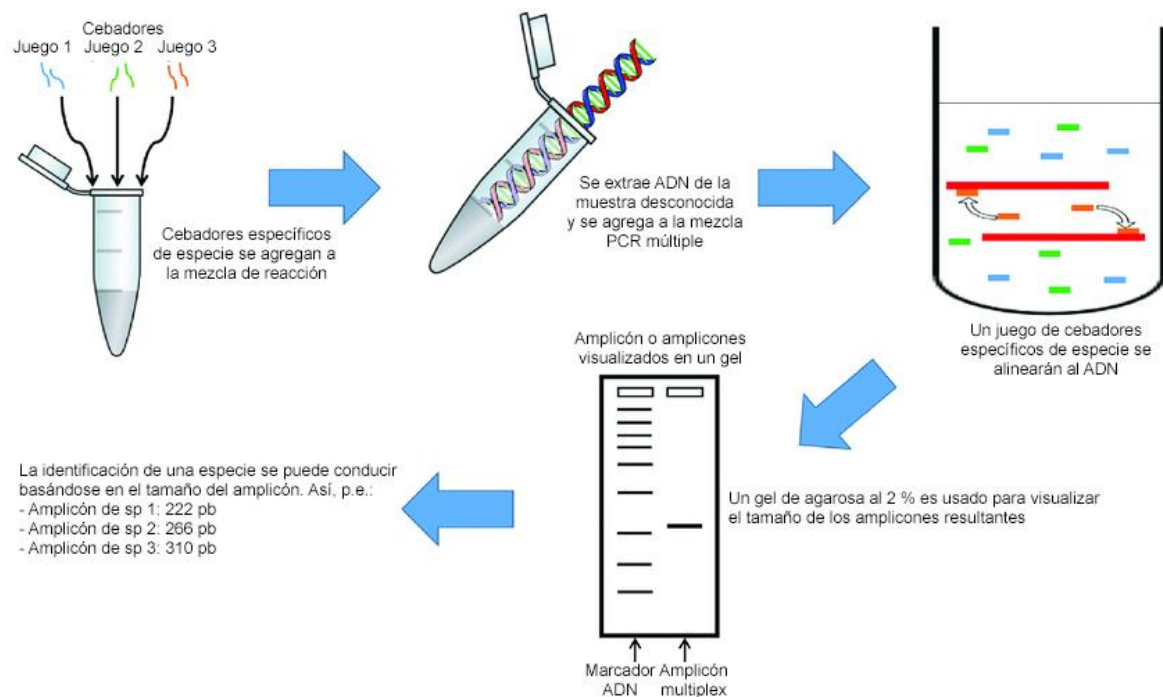 Cebadores
Juego 1 Juego 2 Juego 3
Cebadores específicos
de especie se agregan a
la mezcla de reacción
Se extrae ADN de la
muestra desconocida
y se agrega a la mezcla
PCR múltiple
Un juego de cebadores
específicos de especie se
alinearán al ADN
Amplicón o amplicones
visualizados en un gel
Un gel de agarosa al 2 % es usado para visualizar
el tamaño de los amplicones resultantes
Marcador
ADN
Amplicón
multiplex
La identificación de una especie se puede conducir
basándose en el tamaño del amplicón. Así, p.e.:
- Amplicón de sp 1: 222 pb
- Amplicón de sp 2: 266 pb
- Amplicón de sp 3: 310 pb